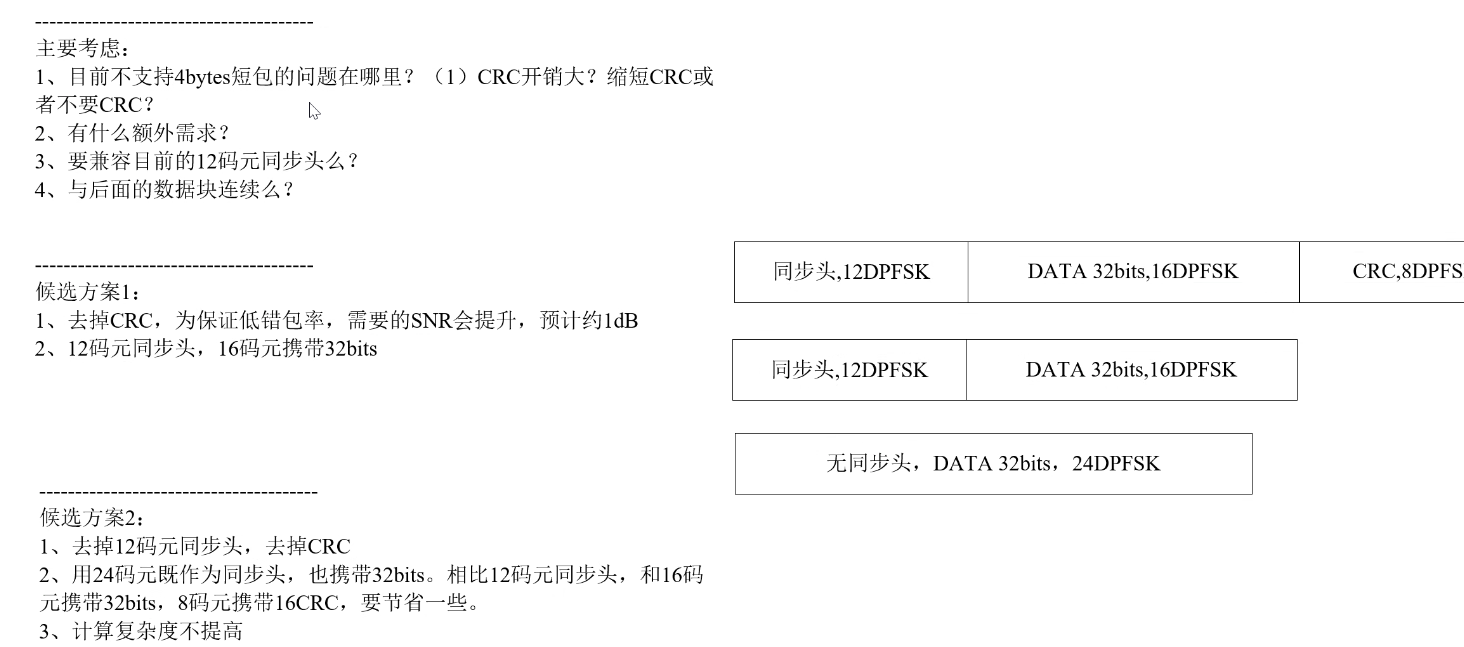 ---------------------------------------
主要考虑：
1、目前不支持4bytes短包的问题在哪里？（1）CRC开销大？缩短CRC或
者不要CRC？
2、有什么额外需求？
3、要兼容目前的12码元同步头么？
4、与后面的数据块连续么？
---------------------------------------
候选方案1：
1、去掉CRC，为保证低错包率，需要的SNR会提升，预计约1dB
2、12码元同步头，16码元携带32bits
同步头,12DPFSK
DATA 32bits,16DPFSK
CRC,8DPFS
同步头,12DPFSK
DATA 32bits,16DPFSK
无同步头，DATA 32bits，24DPFSK
---------------------------------------
候选方案2：
1、去掉12码元同步头，去掉CRC
2、用24码元既作为同步头，也携带32bits。相比12码元同步头，和16码
元携带32bits，8码元携带16CRC，要节省一些。
3、计算复杂度不提高